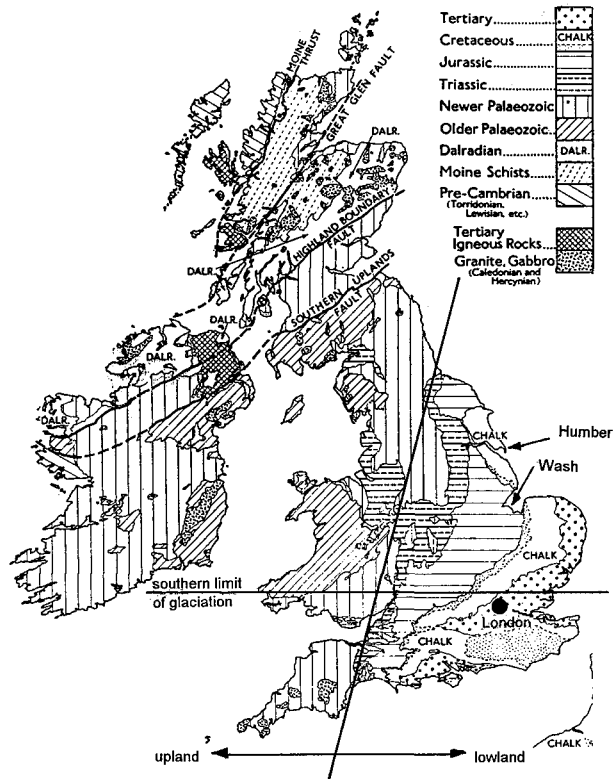 Tertiary
Cretaceous
CHALK
Jurassic
Triassic
Newer Palaeozoic
Older Palaeozoic
Dalradian
DALR.
Moine Schists
Pre-Cambrian
(Torridonian,
Lewisian, etc.)
Tertiary
Igneous Rocks
Granite, Gabbro
(Caledonian and
Hercynian)
MOINE
THRUST
GREAT GLEN FAULT
DALR.
HIGHLAND BOUNDARY
FAULT
DALR.
SOUTHERN UPLANDS
FAULT
DALR.
DALR.
DALR.
CHALK
Humber
Wash
CHALK
southern limit
of glaciation
London
CHALK
upland
lowland
CHALK